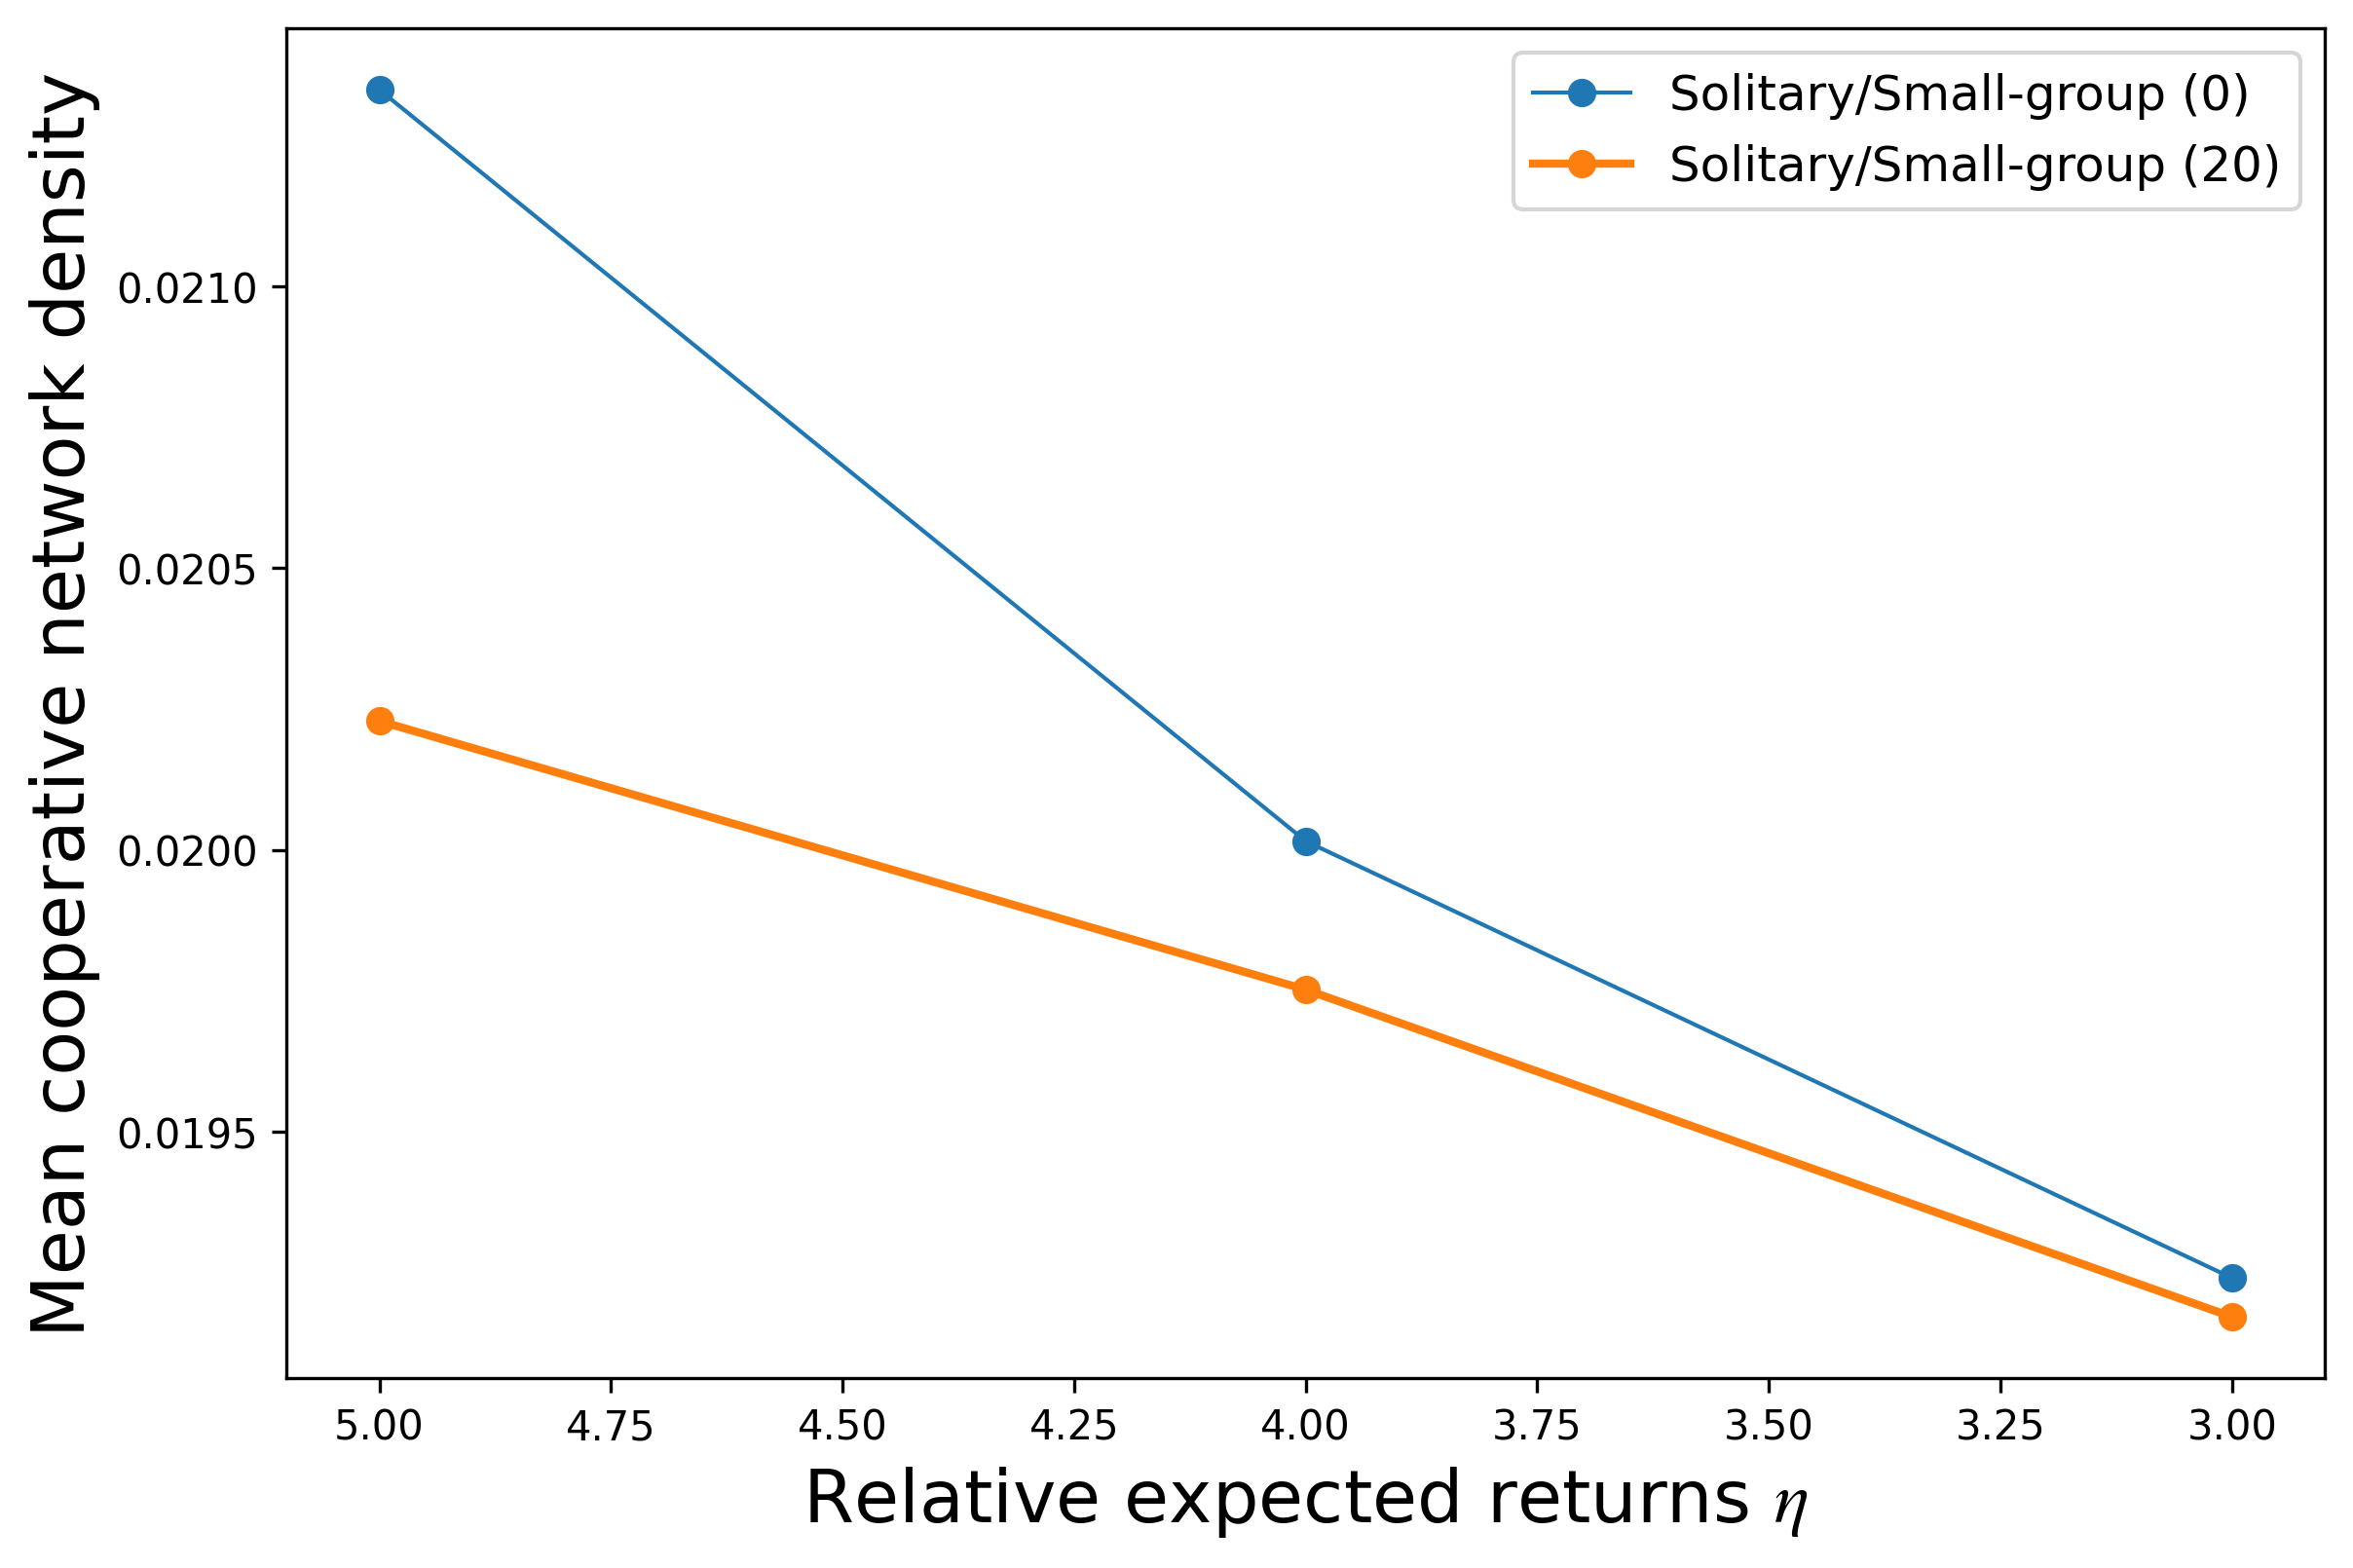 Mean cooperative network density
0.0210
0.0205
0.0200
0.0195
Solitary/Small-group (0)
Solitary/Small-group (20)
5.00 4.75 4.50 4.25 4.00 3.75 3.50 3.25 3.00
Relative expected returns η